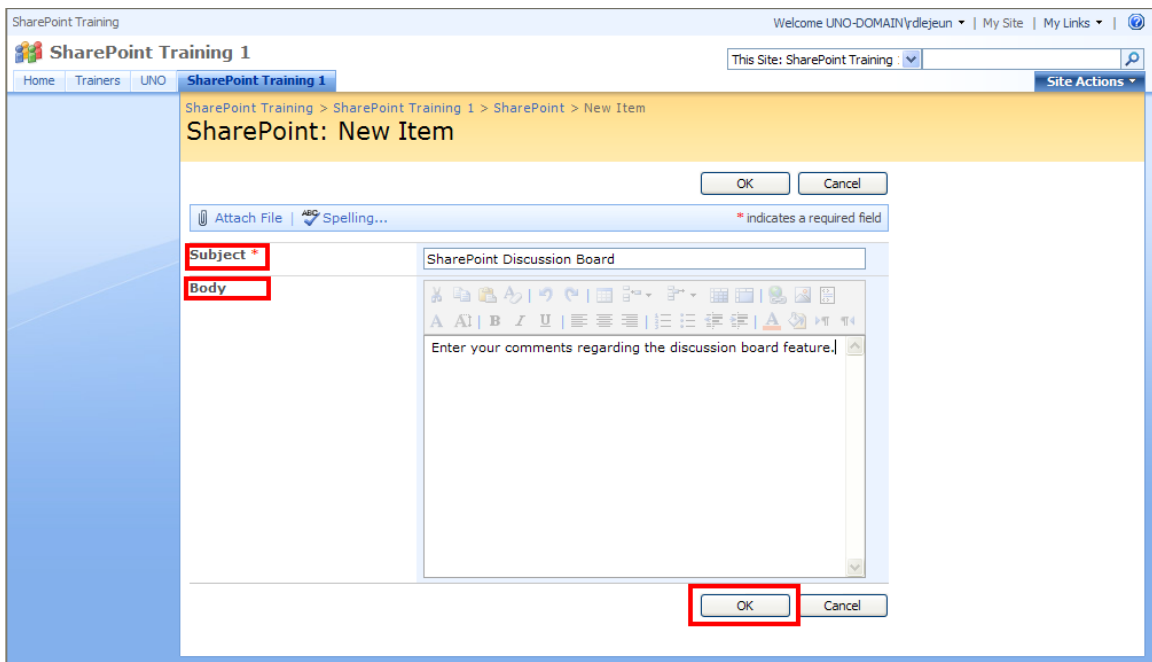 SharePoint Training
Welcome UNO-DOMAIN\rdlejeun | My Site | My Links |
SharePoint Training 1
This Site: SharePoint Training
Home Trainers UNO SharePoint Training 1 Site Actions
SharePoint Training > SharePoint Training 1 > SharePoint > New Item
SharePoint: New Item
OK Cancel
Attach File | ABC Spelling... * indicates a required field
Subject * SharePoint Discussion Board
Body
A A | B I U | A
Enter your comments regarding the discussion board feature.
OK Cancel